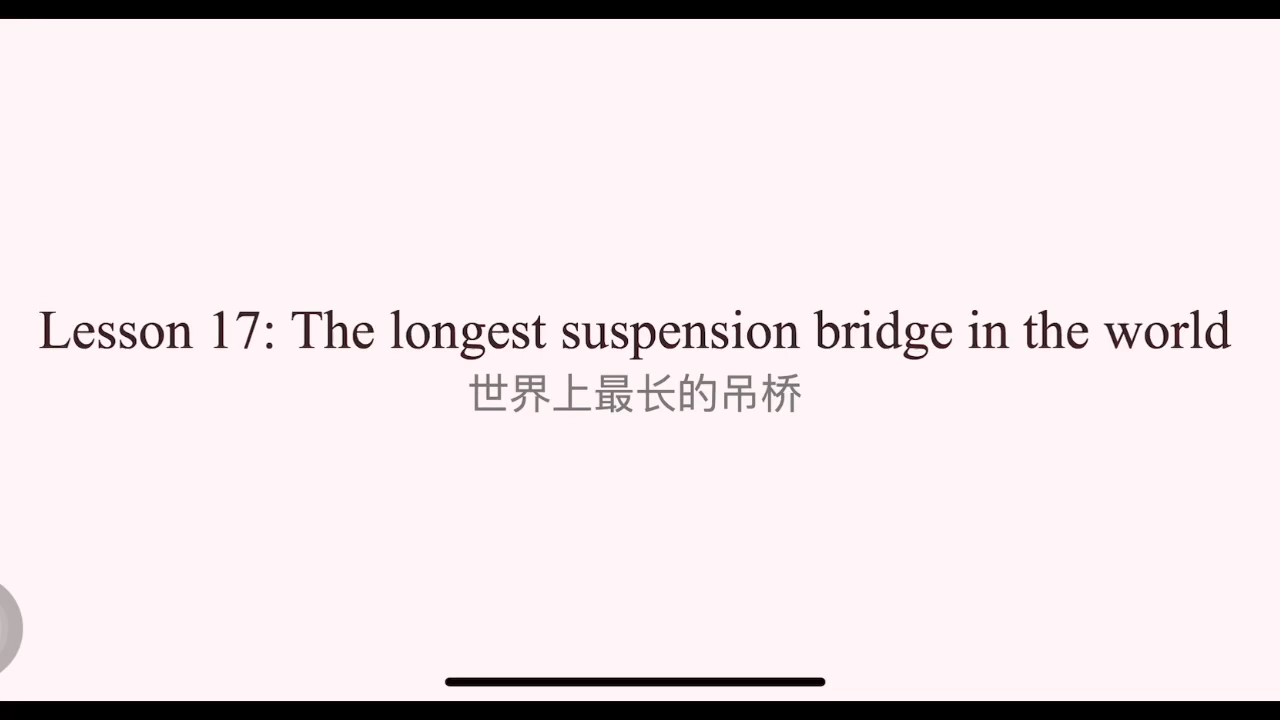 Lesson 17: The longest suspension bridge in the world
世界上最长的吊桥